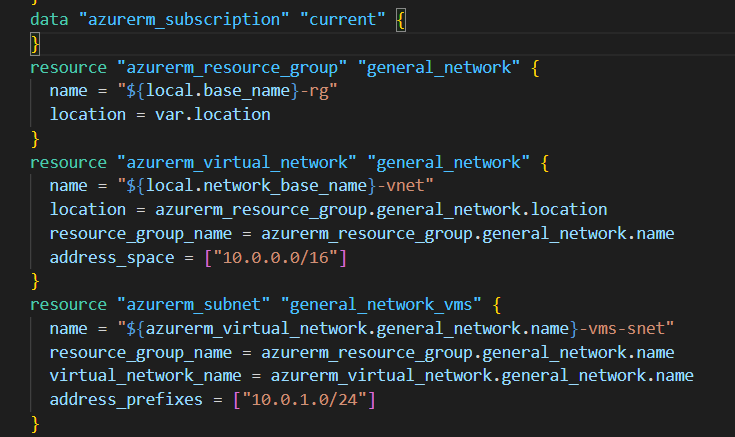 }
data "azurerm_subscription" "current" {
}
resource "azurerm_resource_group" "general_network" {
  name = "${local.base_name}-rg"
  location = var.location
}
resource "azurerm_virtual_network" "general_network" {
  name = "${local.network_base_name}-vnet"
  location = azurerm_resource_group.general_network.location
  resource_group_name = azurerm_resource_group.general_network.name
  address_space = ["10.0.0.0/16"]
}
resource "azurerm_subnet" "general_network_vms" {
  name = "${azurerm_virtual_network.general_network.name}-vms-snet"
  resource_group_name = azurerm_resource_group.general_network.name
  virtual_network_name = azurerm_virtual_network.general_network.name
  address_prefixes = ["10.0.1.0/24"]
}